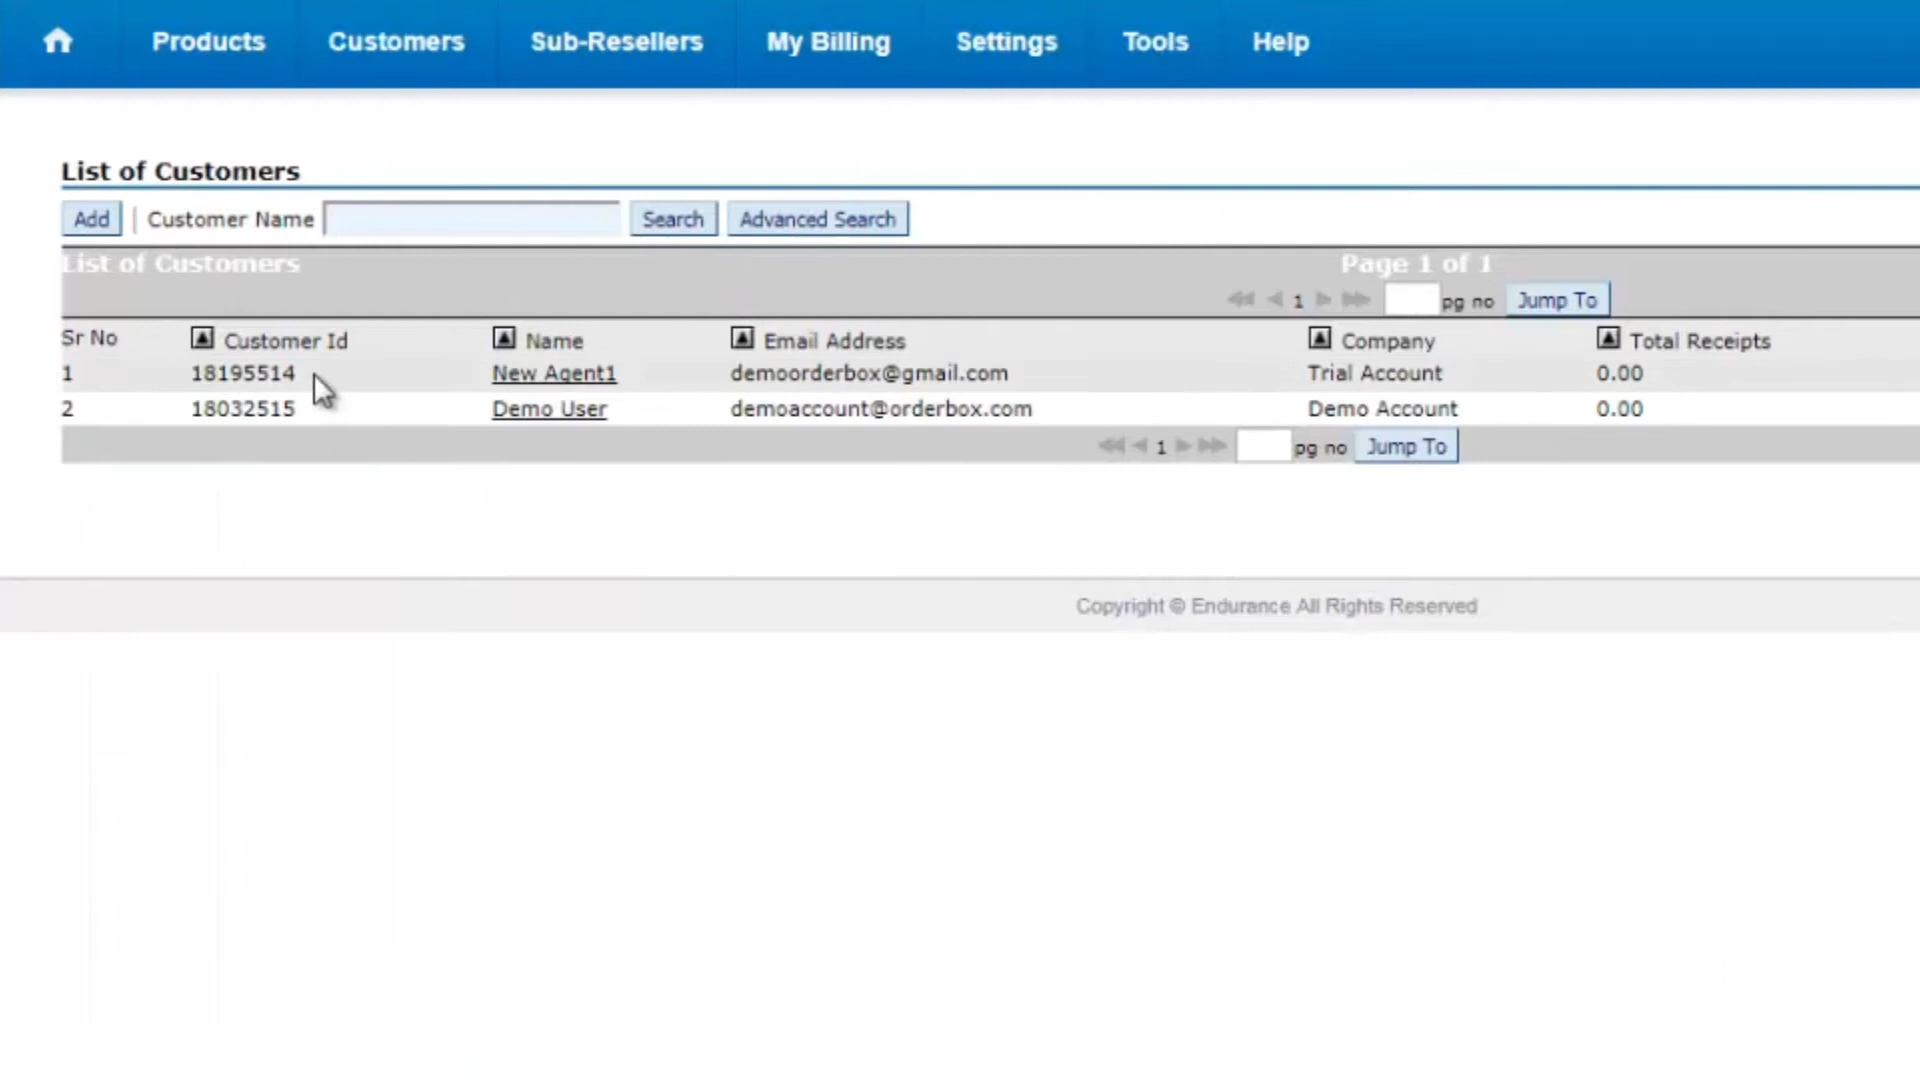 Products Customers Sub-Resellers My Billing Settings Tools Help
List of Customers
Add | Customer Name Search Advanced Search
List of Customers Page 1 of 1
1 pg no Jump To
Sr No Customer Id Name Email Address Company Total Receipts
1 18195514 New Agent1 demoorderbox@gmail.com Trial Account 0.00
2 18032515 Demo User demoaccount@orderbox.com Demo Account 0.00
1 pg no Jump To
Copyright © Endurance All Rights Reserved